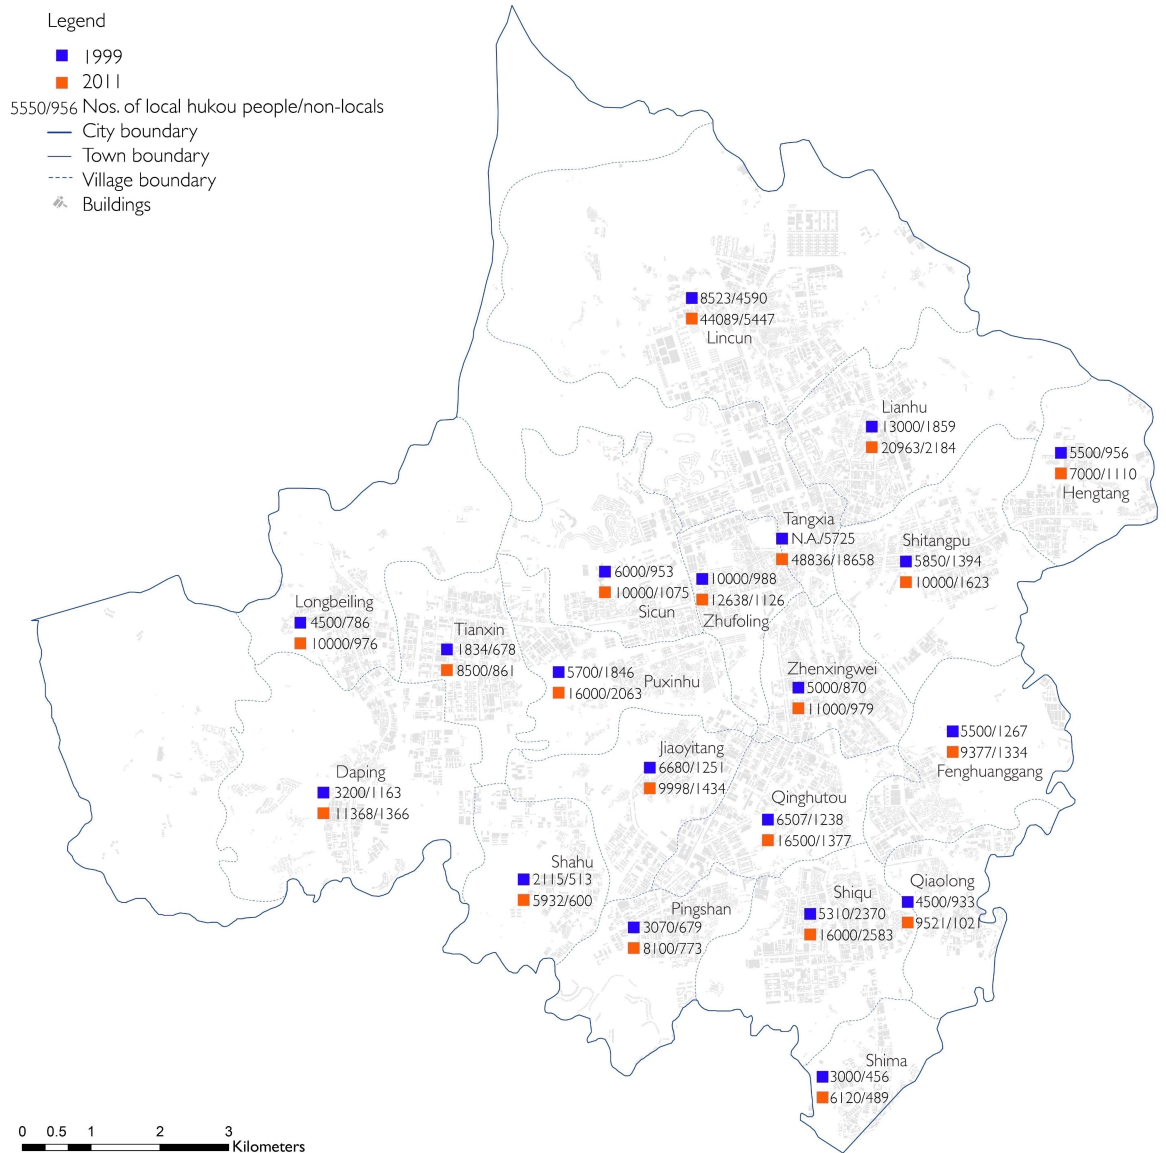 Legend
1999
2011
5550/956 Nos. of local hukou people/non-locals
City boundary
Town boundary
Village boundary
Buildings
8523/4590
44089/5447
Lincun
Lianhu
13000/1859
20963/2184
5500/956
7000/1110
Hengtang
Tangxia
N.A./5725
48836/18658
Shitangpu
5850/1394
10000/1623
6000/953
10000/1075
Sicun
10000/988
12638/1126
Zhufoling
Longbeiling
4500/786
10000/976
Tianxin
1834/678
8500/861
5700/1846
16000/2063
Puxinhu
Zhenxingwei
5000/870
11000/979
5500/1267
9377/1334
Fenghuanggang
Jiaoyitang
6680/1251
9998/1434
Daping
3200/1163
11368/1366
Qinghutou
6507/1238
16500/1377
Shahu
2115/513
5932/600
Pingshan
3070/679
8100/773
Shiqu
5310/2370
16000/2583
Qiaolong
4500/933
9521/1021
Shima
3000/456
6120/489
0 0.5 1 2 3
Kilometers